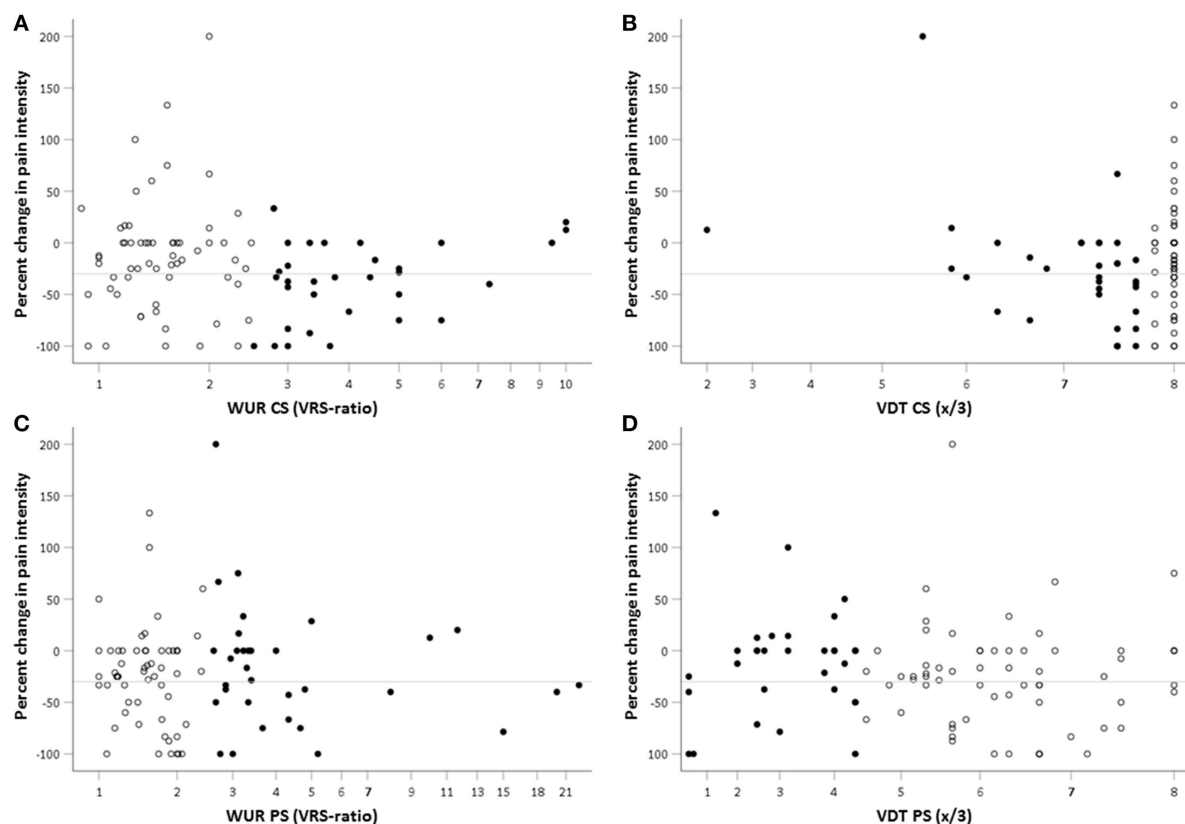 A
Percent change in pain intensity
200
150
100
50
0
-50
-100
1 2 3 4 5 6 7 8 9 10
WUR CS (VRS-ratio)
B
Percent change in pain intensity
200
150
100
50
0
-50
100
2 3 4 5 6 7 8
VDT CS (x/3)
C
Percent change in pain intensity
200
150
100
50
0
-50
-100
1 2 3 4 5 6 7 9 11 13 15 18 21
WUR PS (VRS-ratio)
D
Percent change in pain intensity
200
150
100
50
0
-50
100
1 2 3 4 5 6 7 8
VDT PS (x/3)